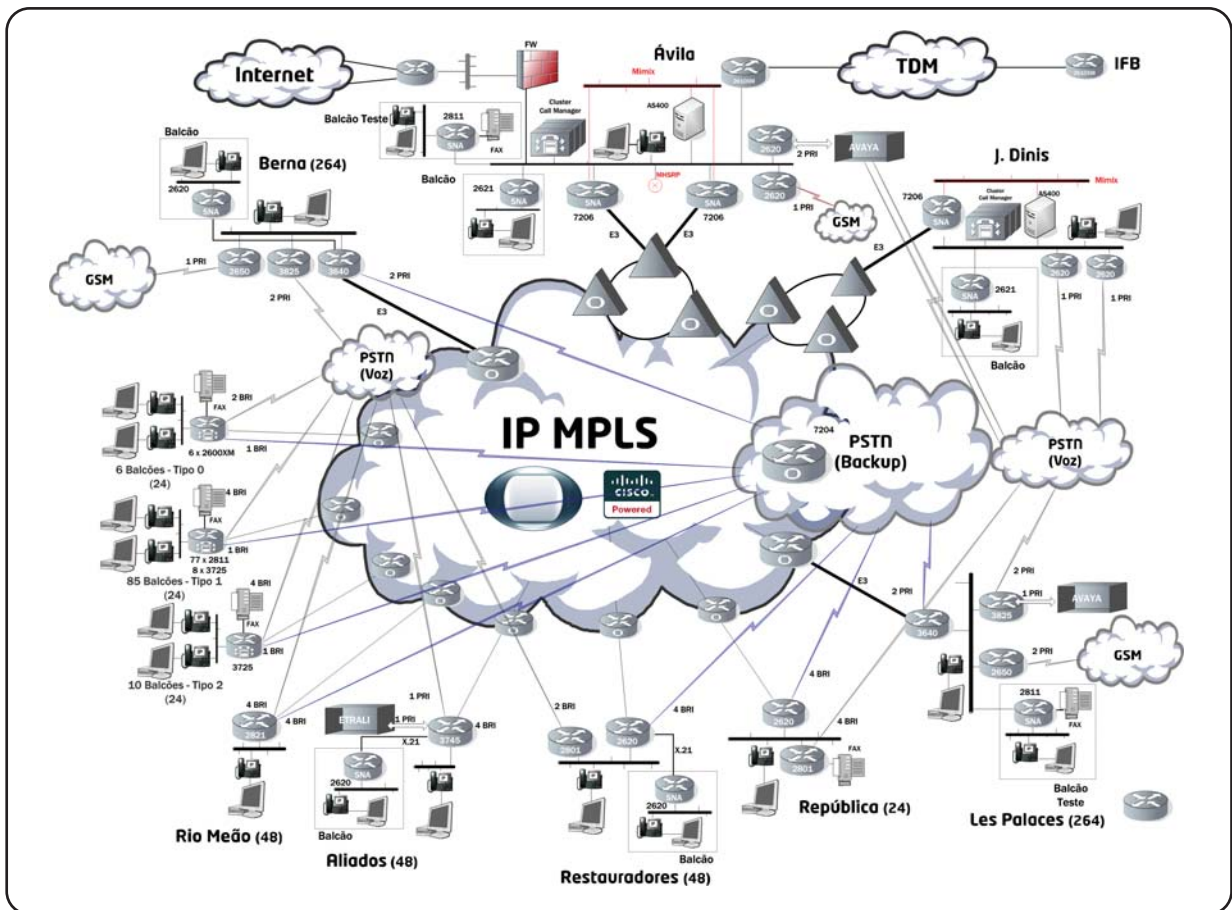 Internet
FW
Ávila
Mimix
TDM
IFB
Balcão Teste
2811
SNA
FAX
Cluster
Call Manager
AS400
2620
2 PRI
AVAYA
Balcão
2620
SNA
Berna (264)
Balcão
2621
SNA
MHSRP
SNA
7206
SNA
7206
2620
1 PRI
GSM
J. Dinis
Mimix
7206
SNA
Cluster
Call Manager
AS400
E3
E3
E3
2620
2620
SNA
2621
Balcão
1 PRI
1 PRI
GSM
1 PRI
2650
3825
3640
2 PRI
2 PRI
E3
PSTN
(Voz)
IP MPLS
CISCO
Powered
7204
PSTN
(Backup)
PSTN
(Voz)
FAX
2 BRI
1 BRI
6 x 2600XM
6 Balcões - Tipo 0
(24)
4 BRI
FAX
1 BRI
77 x 2811
8 x 3725
85 Balcões - Tipo 1
(24)
4 BRI
FAX
1 BRI
3725
10 Balcões - Tipo 2
(24)
E3
2 PRI
3640
2 PRI
3825
1 PRI
AVAYA
2650
2 PRI
GSM
2811
SNA
FAX
Balcão
Teste
Les Palaces (264)
4 BRI
4 BRI
2821
Rio Meão (48)
1 PRI
ETRALI
1 PRI
3745
4 BRI
X.21
SNA
2620
Balcão
Aliados (48)
2 BRI
2801
2620
4 BRI
X.21
SNA
2620
Balcão
Restauradores (48)
4 BRI
2620
4 BRI
2801
FAX
República (24)